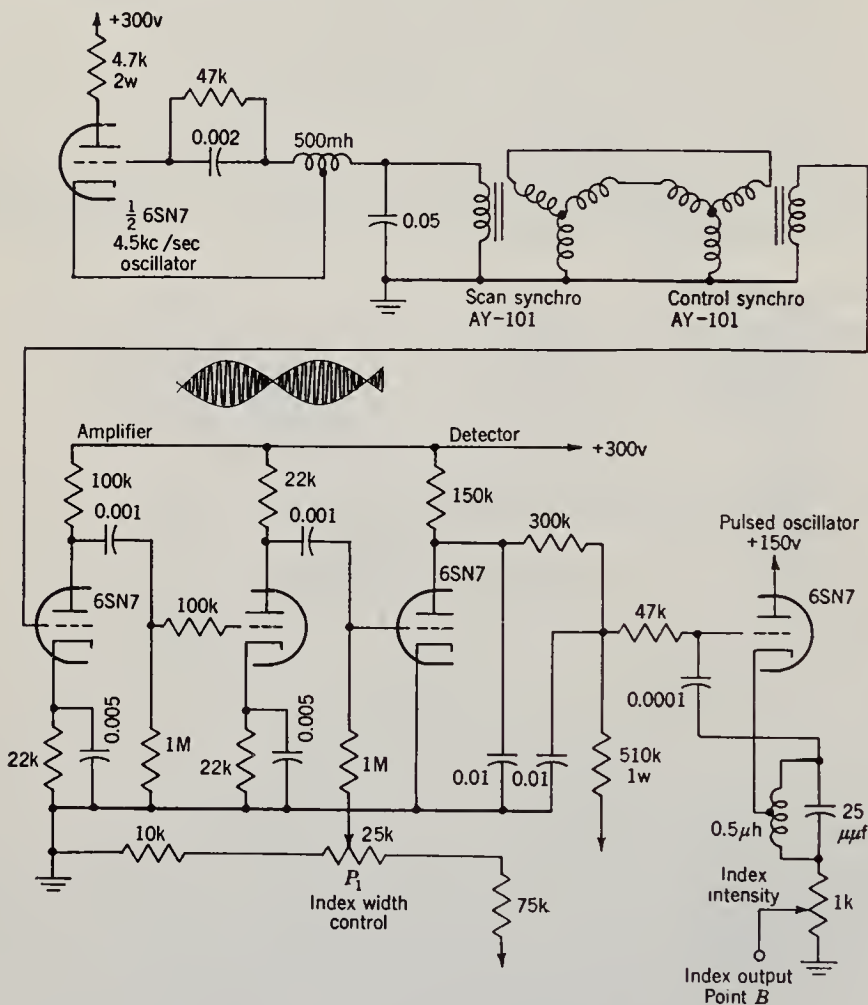 +300v
4.7k
2w
47k
0.002
500mh
½ 6SN7
4.5kc/sec
oscillator
0.05
Scan synchro
AY-101
Control synchro
AY-101
Amplifier
Detector
+300v
100k
22k
150k
0.001
0.001
300k
Pulsed oscillator
+150v
6SN7
6SN7
6SN7
100k
47k
0.0001
0.005
0.005
22k
1M
22k
1M
0.01
0.01
510k
1w
0.5μh
25
μμf
10k
25k
P₁
Index width
control
75k
Index
intensity
1k
Index output
Point B